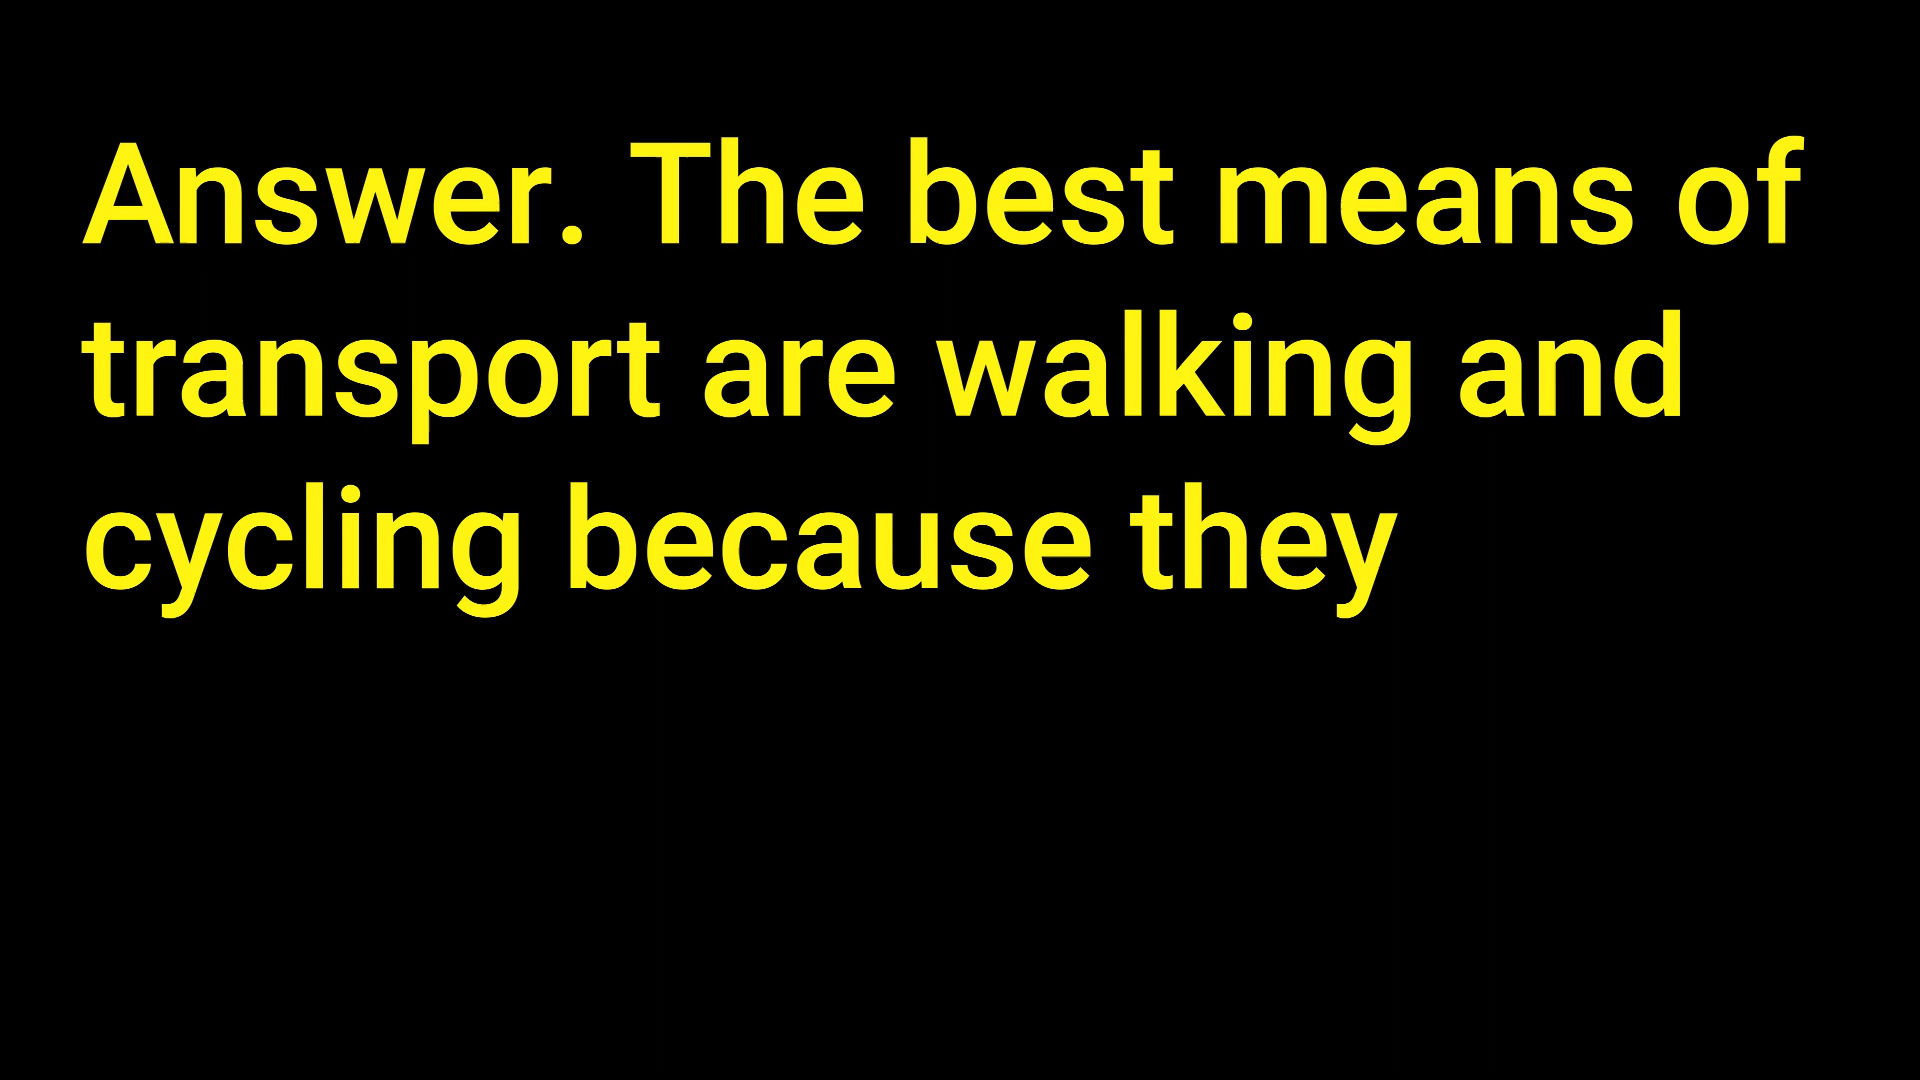 Answer. The best means of
transport are walking and
cycling because they